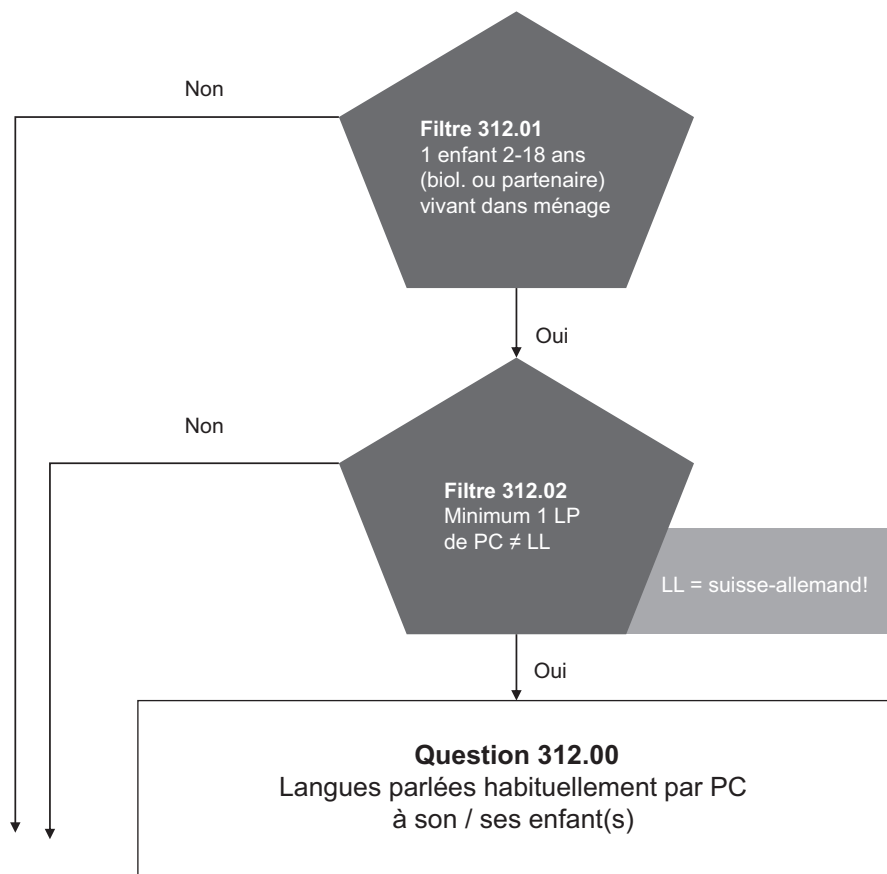 Non
Filtre 312.01
1 enfant 2-18 ans
(biol. ou partenaire)
vivant dans ménage
Oui
Non
Filtre 312.02
Minimum 1 LP
de PC ≠ LL
LL = suisse-allemand!
Oui
Question 312.00
Langues parlées habituellement par PC
à son / ses enfant(s)